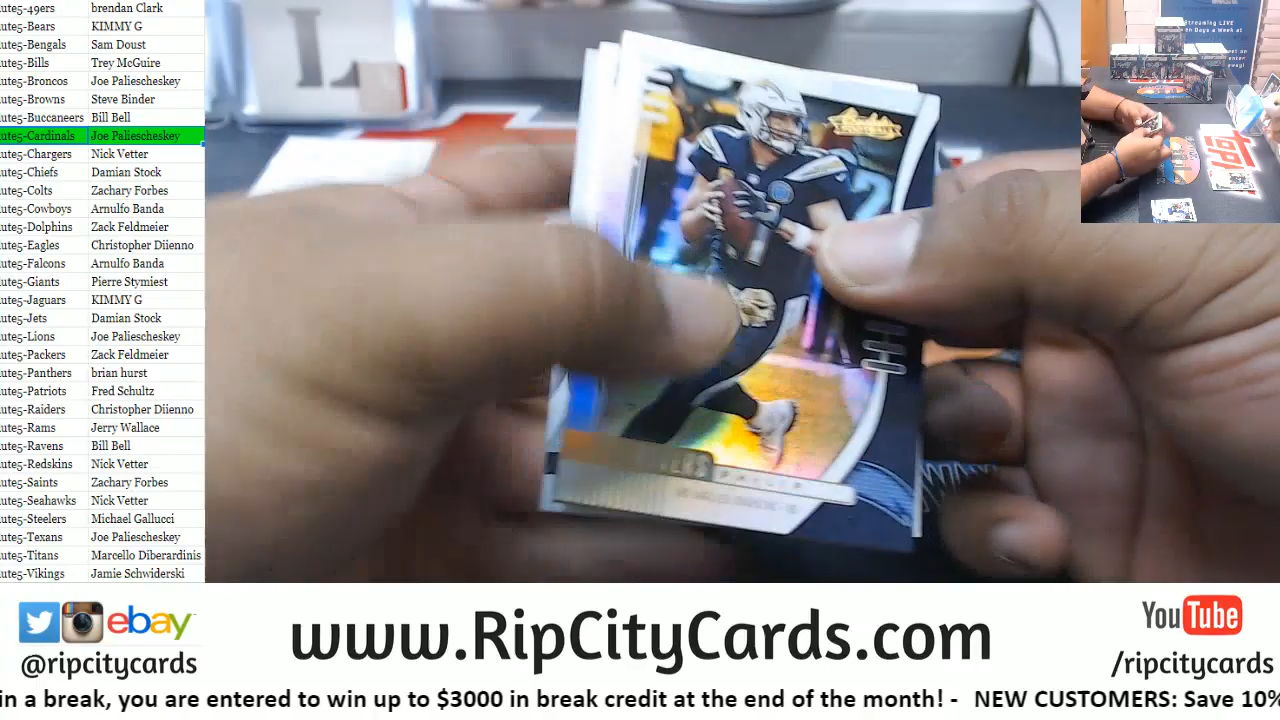 ute5-49ers brendan Clark
ute5-Bears KIMMY G
ute5-Bengals Sam Doust
ute5-Bills Trey McGuire
ute5-Broncos Joe Paliescheskey
ute5-Browns Steve Binder
ute5-Buccaneers Bill Bell
ute5-Cardinals Joe Paliescheskey
ute5-Chargers Nick Vetter
ute5-Chiefs Damian Stock
ute5-Colts Zachary Forbes
ute5-Cowboys Arnulfo Banda
ute5-Dolphins Zack Feldmeier
ute5-Eagles Christopher Diienno
ute5-Falcons Arnulfo Banda
ute5-Giants Pierre Stymiest
ute5-Jaguars KIMMY G
ute5-Jets Damian Stock
ute5-Lions Joe Paliescheskey
ute5-Packers Zack Feldmeier
ute5-Panthers brian hurst
ute5-Patriots Fred Schultz
ute5-Raiders Christopher Diienno
ute5-Rams Jerry Wallace
ute5-Ravens Bill Bell
ute5-Redskins Nick Vetter
ute5-Saints Zachary Forbes
ute5-Seahawks Nick Vetter
ute5-Steelers Michael Gallucci
ute5-Texans Joe Paliescheskey
ute5-Titans Marcello Diberardinis
ute5-Vikings Jamie Schwiderski
Streaming LIVE
Days a Week at
PHILIP
ebay
@ripcitycards
www.RipCityCards.com
YouTube
/ripcitycards
in a break, you are entered to win up to $3000 in break credit at the end of the month! - NEW CUSTOMERS: Save 10%